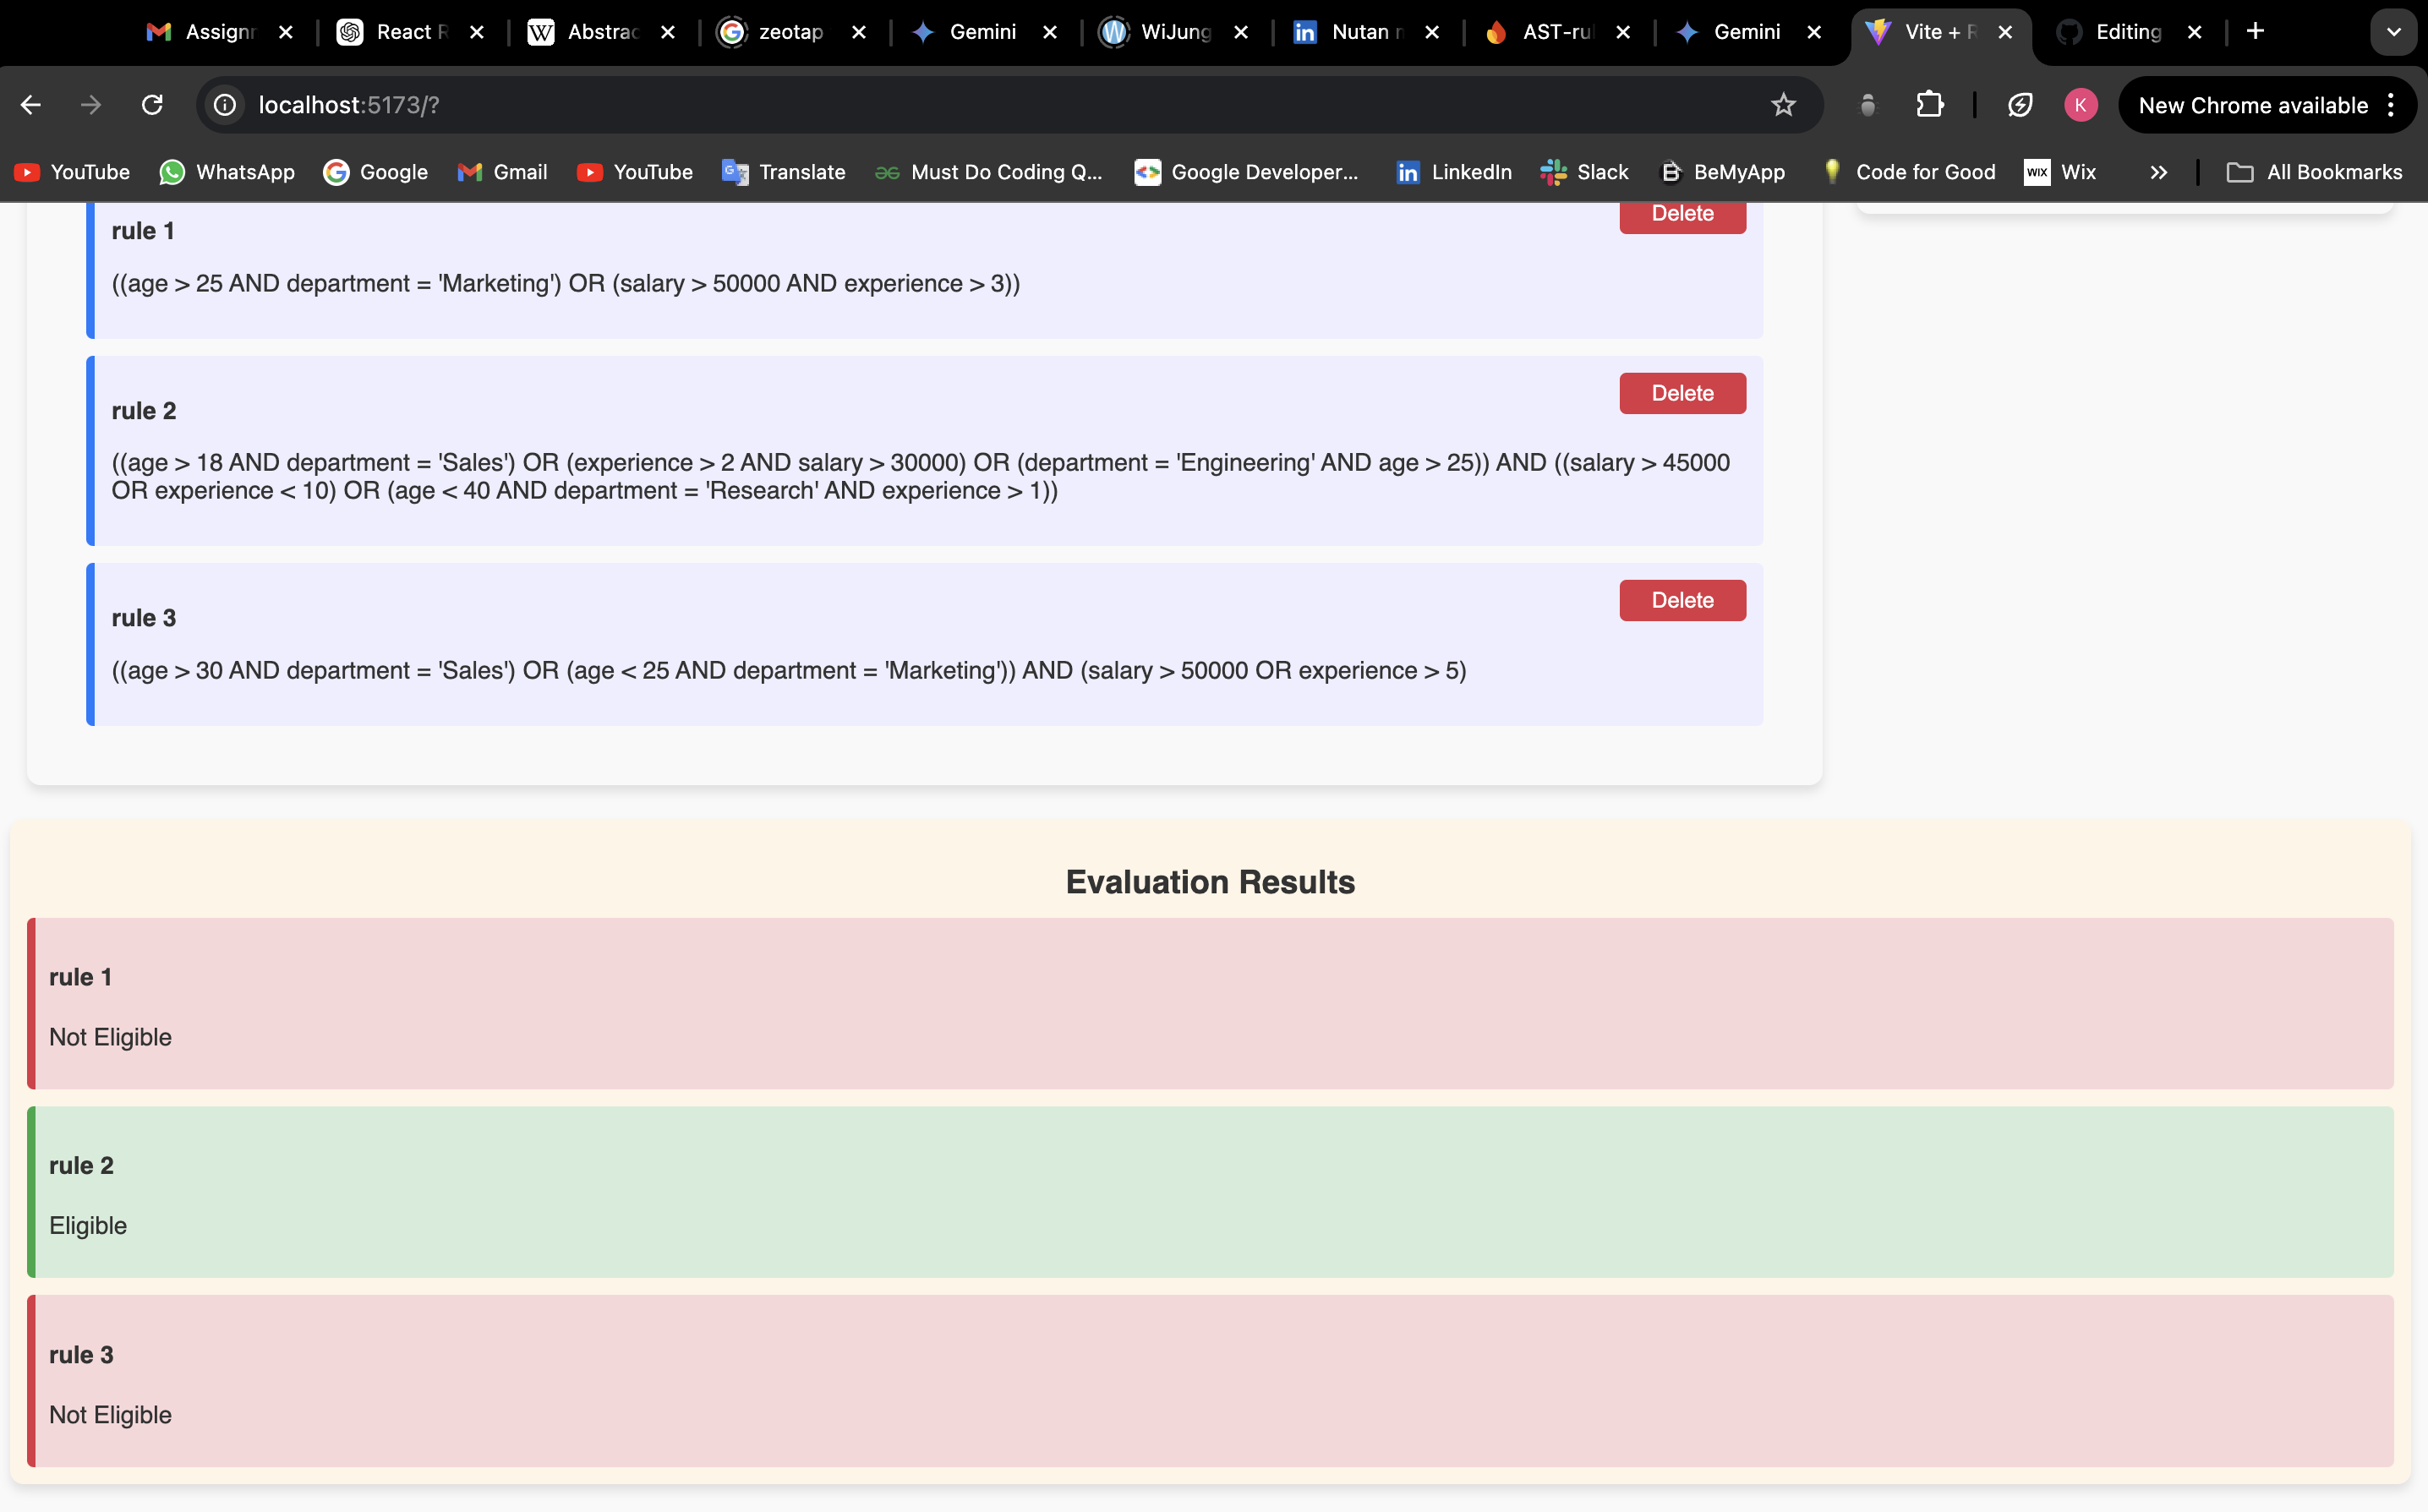 Assignm React R Abstrac zeotap Gemini WiJung Nutan AST-rul Gemini Vite + R Editing
localhost:5173/?
K New Chrome available
YouTube WhatsApp Google Gmail YouTube Translate Must Do Coding Q... Google Developer... LinkedIn Slack BeMyApp Code for Good WIX Wix » All Bookmarks
rule 1 Delete
((age > 25 AND department = 'Marketing') OR (salary > 50000 AND experience > 3))
Delete
rule 2
((age > 18 AND department = 'Sales') OR (experience > 2 AND salary > 30000) OR (department = 'Engineering' AND age > 25)) AND ((salary > 45000
OR experience < 10) OR (age < 40 AND department = 'Research' AND experience > 1))
Delete
rule 3
((age > 30 AND department = 'Sales') OR (age < 25 AND department = 'Marketing')) AND (salary > 50000 OR experience > 5)
Evaluation Results
rule 1
Not Eligible
rule 2
Eligible
rule 3
Not Eligible